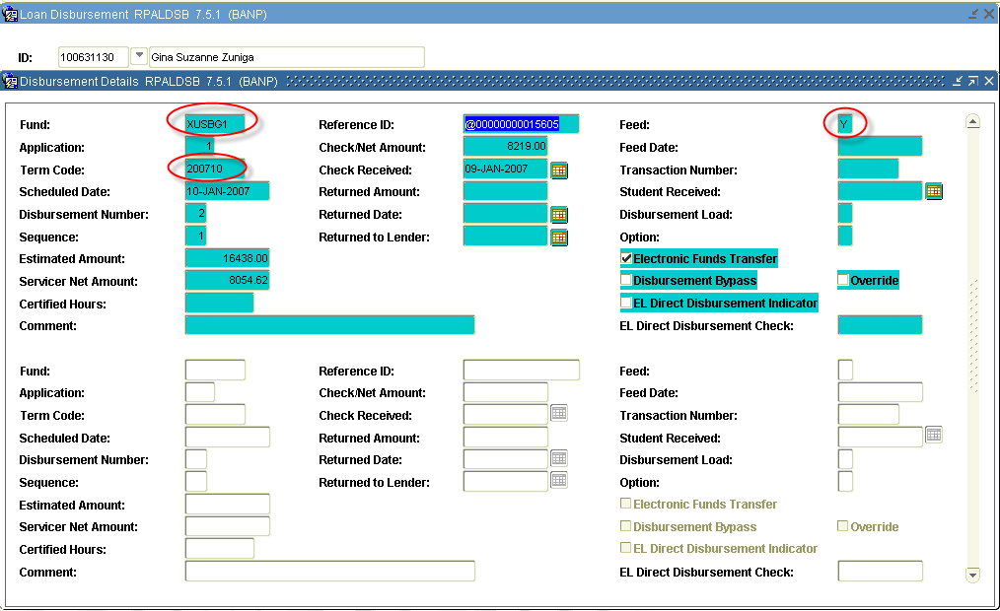 Loan Disbursement RPALDSB 7.5.1 (BANP)
ID: 100631130 Gina Suzanne Zuniga
Disbursement Details RPALDSB 7.5.1 (BANP)
Fund: XUSBG1 Reference ID: @00000000015605 Feed: Y
Application: 1 Check/Net Amount: 8219.00 Feed Date:
Term Code: 200710 Check Received: 09-JAN-2007 Transaction Number:
Scheduled Date: 10-JAN-2007 Returned Amount: Student Received:
Disbursement Number: 2 Returned Date: Disbursement Load:
Sequence: 1 Returned to Lender: Option:
Estimated Amount: 16438.00 Electronic Funds Transfer
Servicer Net Amount: 8054.62 Disbursement Bypass Override
Certified Hours: EL Direct Disbursement Indicator
Comment: EL Direct Disbursement Check:
Fund: Reference ID: Feed:
Application: Check/Net Amount: Feed Date:
Term Code: Check Received: Transaction Number:
Scheduled Date: Returned Amount: Student Received:
Disbursement Number: Returned Date: Disbursement Load:
Sequence: Returned to Lender: Option:
Estimated Amount: Electronic Funds Transfer
Servicer Net Amount: Disbursement Bypass Override
Certified Hours: EL Direct Disbursement Indicator
Comment: EL Direct Disbursement Check: